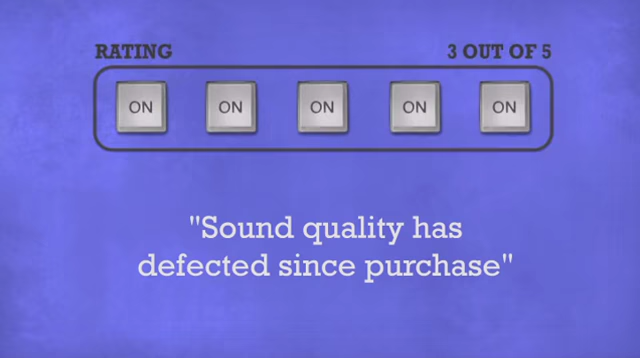 RATING 3 OUT OF 5
ON ON ON ON ON
"Sound quality has
defected since purchase"